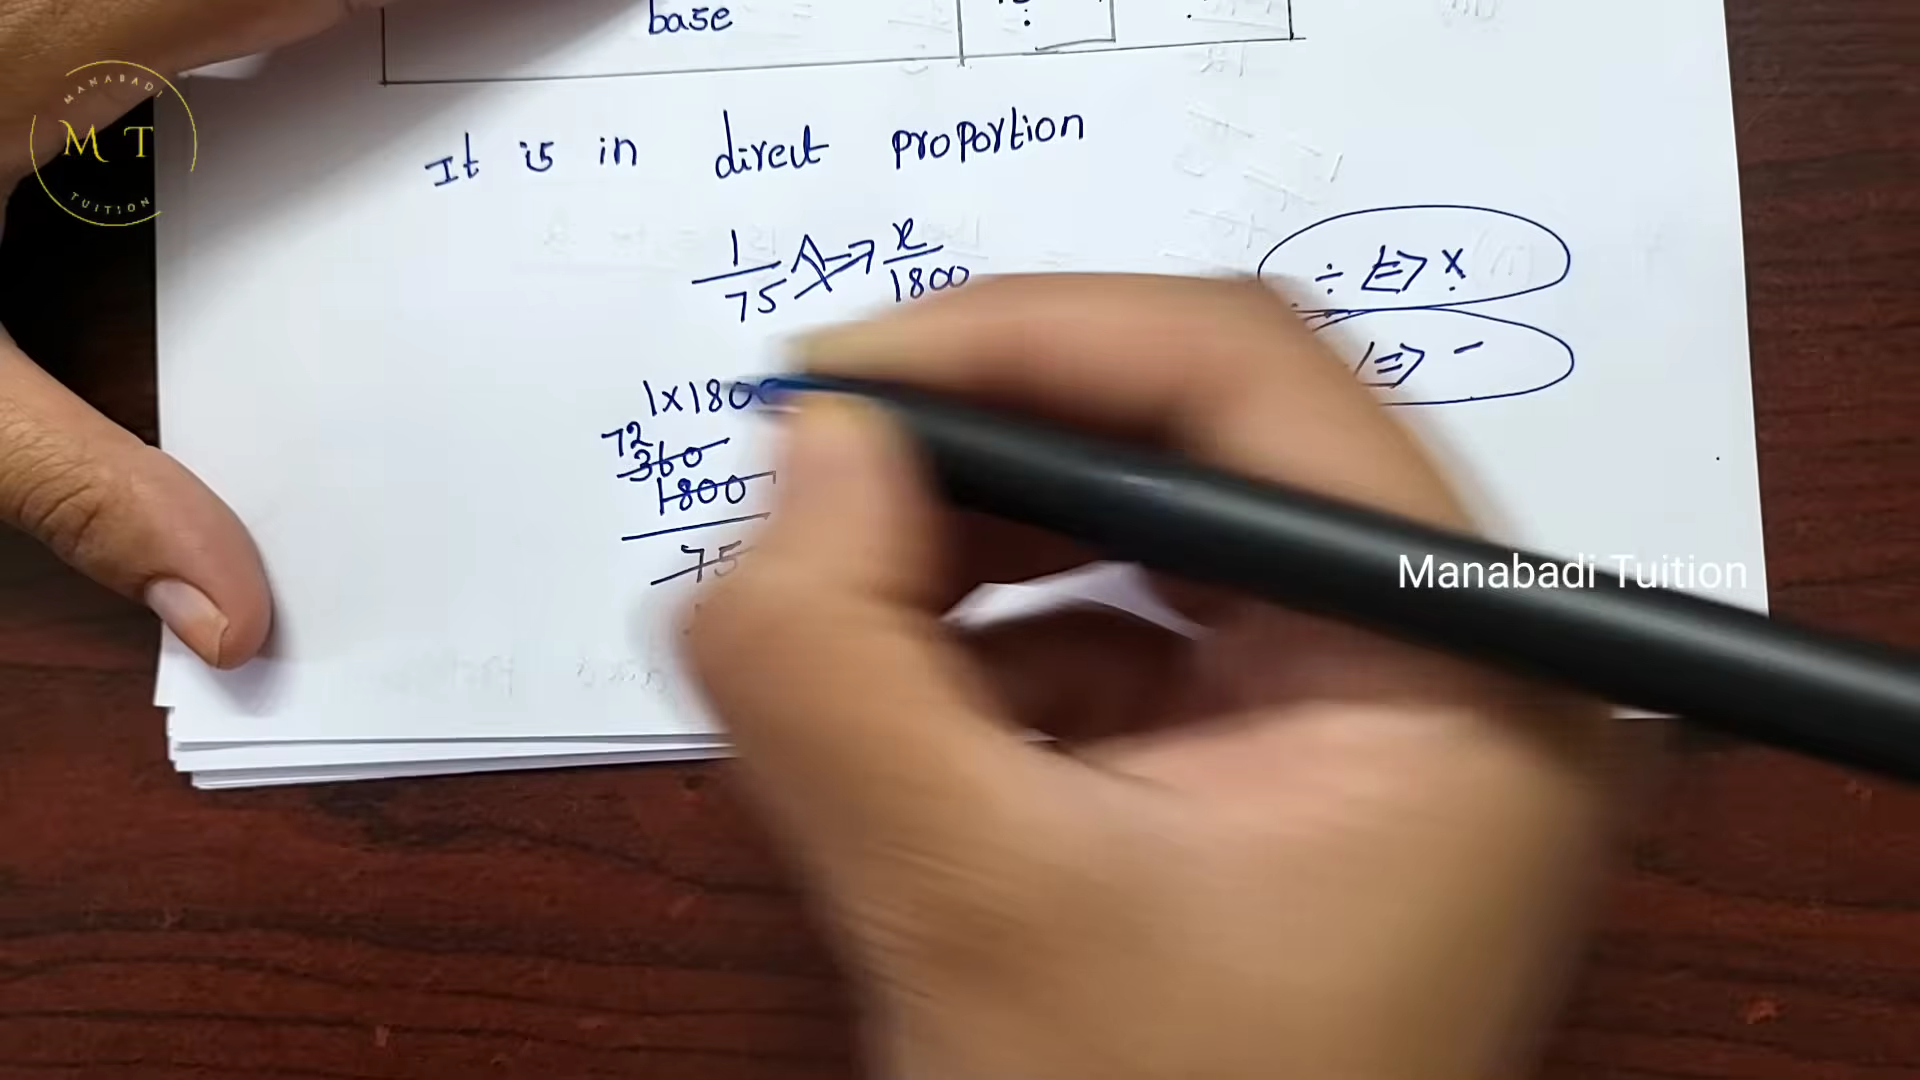 base
MANABADI
MT
TUITION
It is in direct proportion
1 x
75 1800
÷ <=> ×
=> -
1×1800
72
360
1800
75
Manabadi Tuition